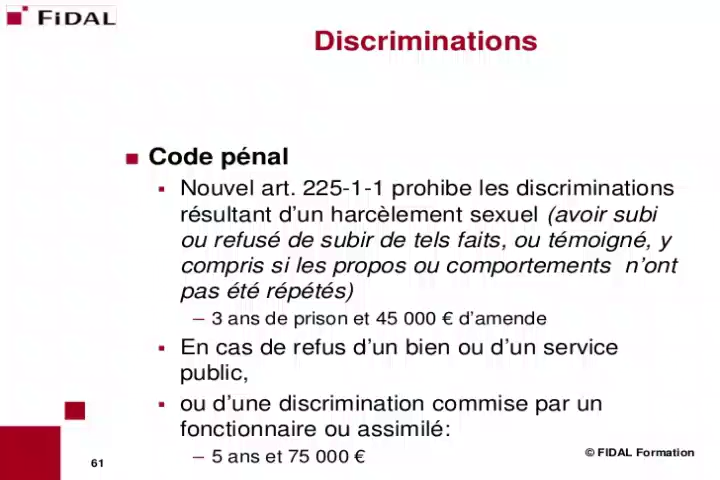 FiDAL
Discriminations
Code pénal
Nouvel art. 225-1-1 prohibe les discriminations
résultant d'un harcèlement sexuel (avoir subi
ou refusé de subir de tels faits, ou témoigné, y
compris si les propos ou comportements n'ont
pas été répétés)
– 3 ans de prison et 45 000 € d'amende
En cas de refus d'un bien ou d'un service
public,
ou d'une discrimination commise par un
fonctionnaire ou assimilé:
– 5 ans et 75 000 €
© FIDAL Formation
61